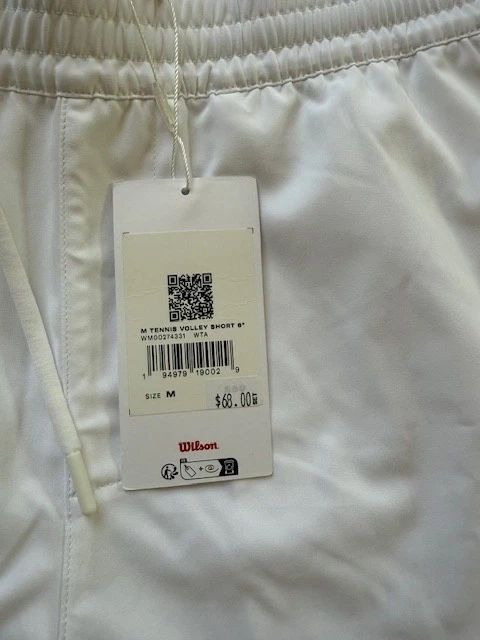 M TENNIS VOLLEY SHORT 6"
WM00274331 WTA
1 94979 19002 9
SIZE M
$68.00
Wilson